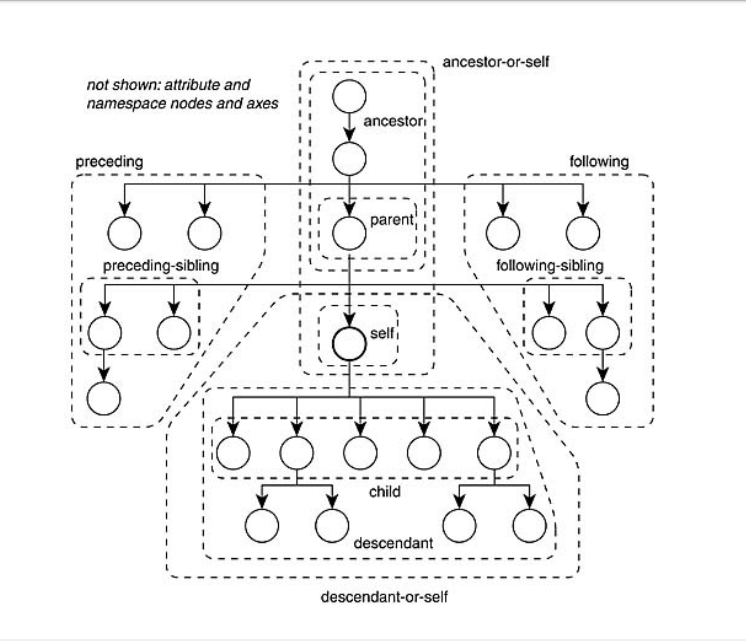 ancestor-or-self
not shown: attribute and
namespace nodes and axes
ancestor
preceding
following
parent
preceding-sibling
following-sibling
self
child
descendant
descendant-or-self